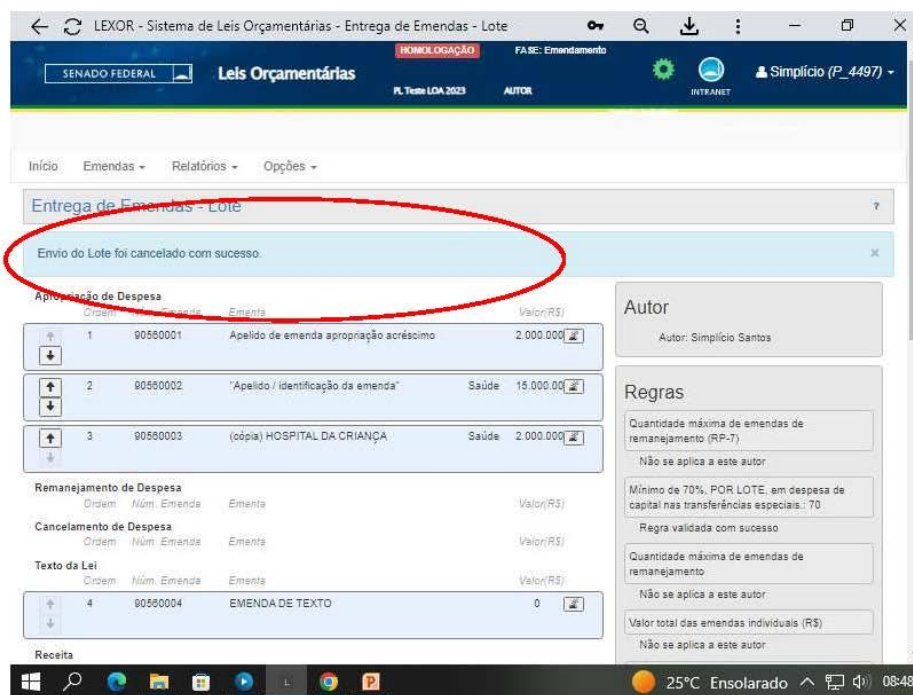 LEXOR - Sistema de Leis Orçamentárias - Entrega de Emendas - Lote
HOMOLOGAÇÃO FASE: Emendamento
SENADO FEDERAL Leis Orçamentárias
PL Teste LOA 2023 AUTOR
INTRANET
Simplício (P_4497)
Início Emendas Relatórios Opções
Entrega de Emendas - Lote ?
Envio do Lote foi cancelado com sucesso. ×
Apropriação de Despesa
Ordem Núm. Emenda Ementa Valor(R$)
1 90560001 Apelido de emenda apropriação acréscimo 2.000.000
2 90560002 "Apelido / identificação da emenda" Saúde 15.000.00
3 90560003 (cópia) HOSPITAL DA CRIANÇA Saúde 2.000.000
Remanejamento de Despesa
Ordem Núm. Emenda Ementa Valor(R$)
Cancelamento de Despesa
Ordem Núm. Emenda Ementa Valor(R$)
Texto da Lei
Ordem Núm. Emenda Ementa Valor(R$)
4 90560004 EMENDA DE TEXTO 0
Receita
Autor
Autor: Simplício Santos
Regras
Quantidade máxima de emendas de
remanejamento (RP-7)
Não se aplica a este autor
Mínimo de 70%, POR LOTE, em despesa de
capital nas transferências especiais.: 70
Regra validada com sucesso
Quantidade máxima de emendas de
remanejamento
Não se aplica a este autor
Valor total das emendas individuais (R$)
Não se aplica a este autor
25°C Ensolarado 08:48